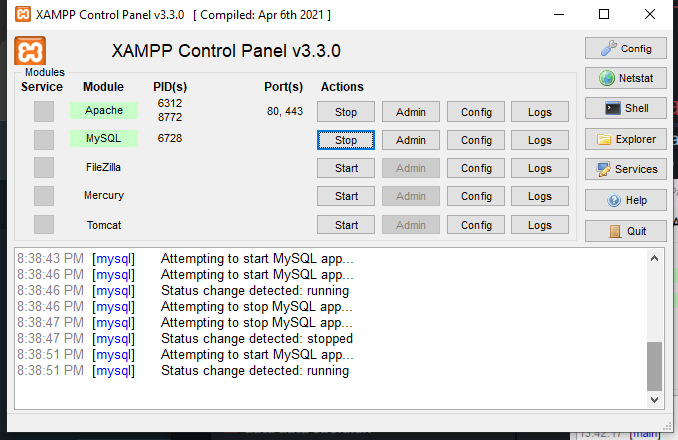 XAMPP Control Panel v3.3.0 [ Compiled: Apr 6th 2021 ]
XAMPP Control Panel v3.3.0
Config
Modules
Service Module PID(s) Port(s) Actions
Netstat
Apache 6312 8772 80, 443 Stop Admin Config Logs
Shell
MySQL 6728 Stop Admin Config Logs
Explorer
FileZilla Start Admin Config Logs
Services
Mercury Start Admin Config Logs
Help
Tomcat Start Admin Config Logs
Quit
8:38:43 PM [mysql] Attempting to start MySQL app...
8:38:46 PM [mysql] Attempting to start MySQL app...
8:38:46 PM [mysql] Status change detected: running
8:38:46 PM [mysql] Attempting to stop MySQL app...
8:38:47 PM [mysql] Attempting to stop MySQL app...
8:38:47 PM [mysql] Status change detected: stopped
8:38:51 PM [mysql] Attempting to start MySQL app...
8:38:51 PM [mysql] Status change detected: running
13:42:17 [main]